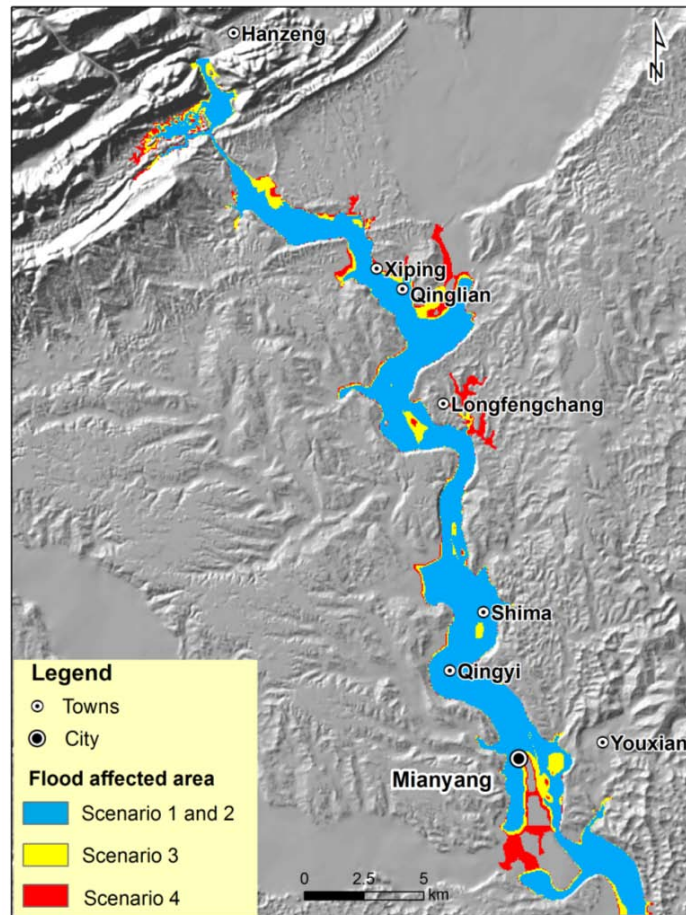 Hanzeng
N
Xiping
Qinglian
Longfengchang
Shima
Qingyi
Youxian
Mianyang
Legend
Towns
City
Flood affected area
Scenario 1 and 2
Scenario 3
Scenario 4
0 2.5 5
km